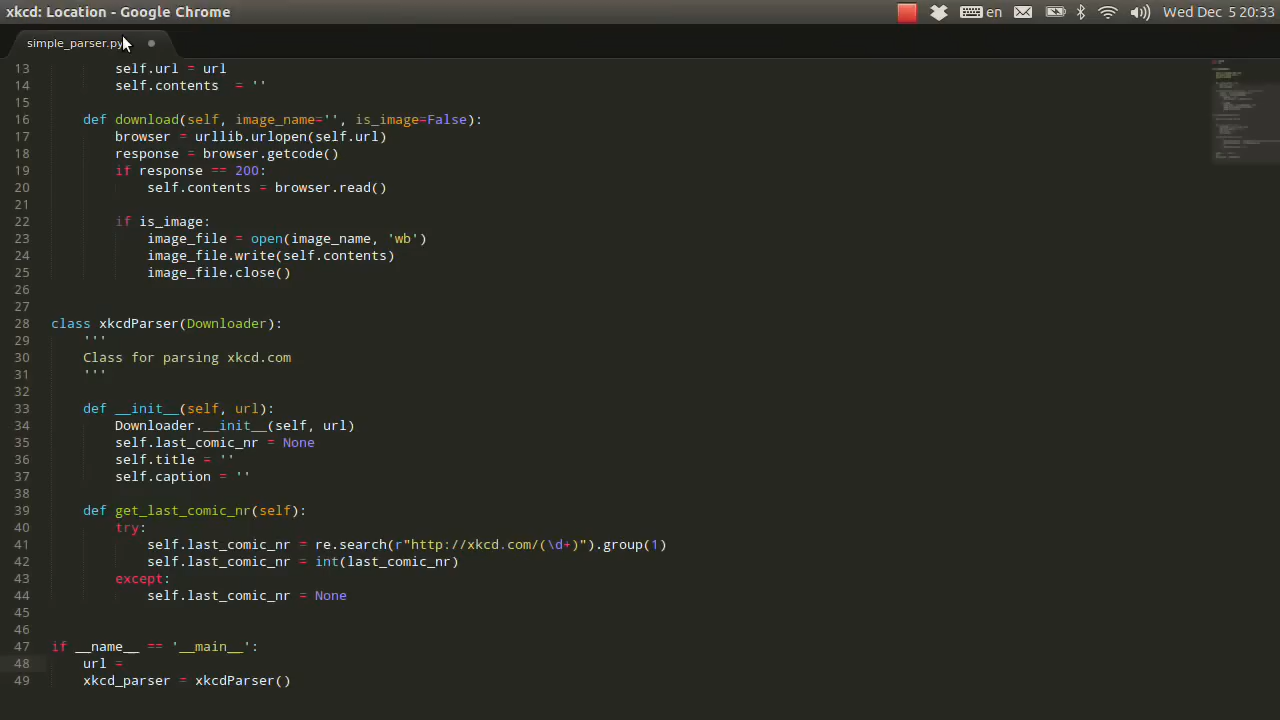 xkcd: Location - Google Chrome en Wed Dec 5 20:33
simple_parser.py
13 self.url = url
14 self.contents  = ''
15
16 def download(self, image_name='', is_image=False):
17 browser = urllib.urlopen(self.url)
18 response = browser.getcode()
19 if response == 200:
20 self.contents = browser.read()
21
22 if is_image:
23 image_file = open(image_name, 'wb')
24 image_file.write(self.contents)
25 image_file.close()
26
27
28 class xkcdParser(Downloader):
29 '''
30 Class for parsing xkcd.com
31 '''
32
33 def __init__(self, url):
34 Downloader.__init__(self, url)
35 self.last_comic_nr = None
36 self.title = ''
37 self.caption = ''
38
39 def get_last_comic_nr(self):
40 try:
41 self.last_comic_nr = re.search(r"http://xkcd.com/(\d+)").group(1)
42 self.last_comic_nr = int(last_comic_nr)
43 except:
44 self.last_comic_nr = None
45
46
47 if __name__ == '__main__':
48 url =
49 xkcd_parser = xkcdParser()